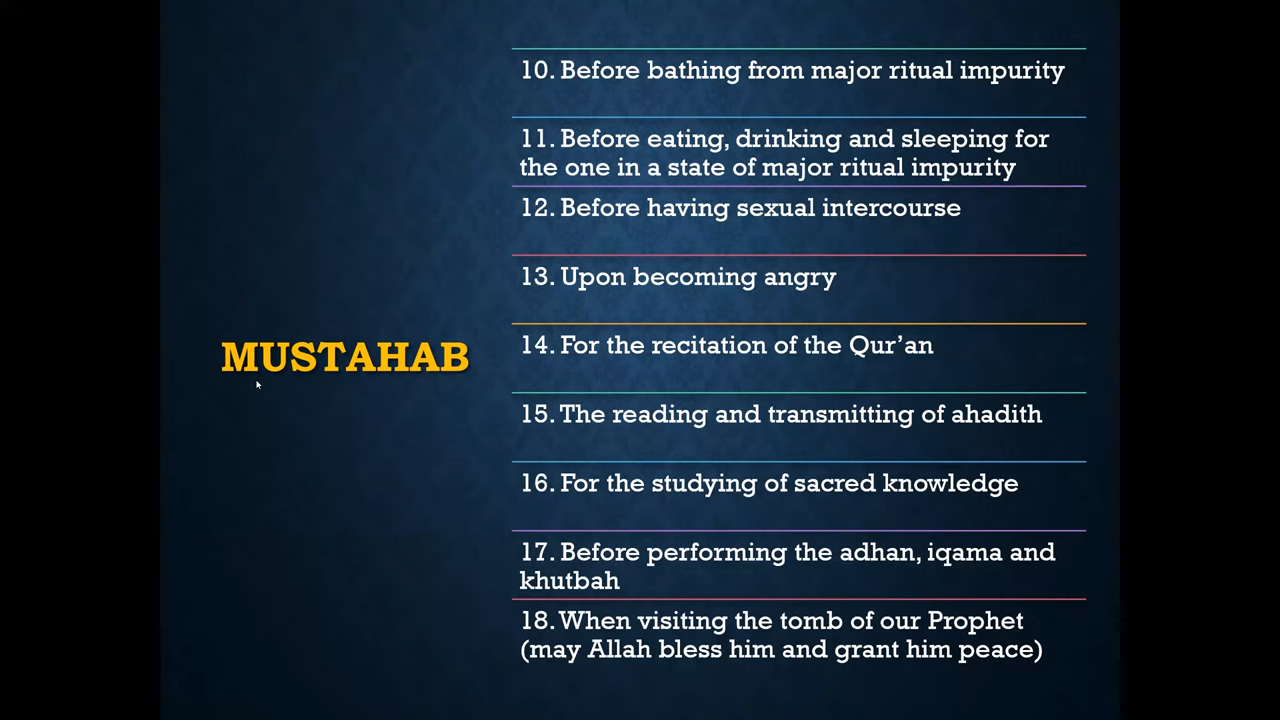 MUSTAHAB
10. Before bathing from major ritual impurity
11. Before eating, drinking and sleeping for
the one in a state of major ritual impurity
12. Before having sexual intercourse
13. Upon becoming angry
14. For the recitation of the Qur’an
15. The reading and transmitting of ahadith
16. For the studying of sacred knowledge
17. Before performing the adhan, iqama and
khutbah
18. When visiting the tomb of our Prophet
(may Allah bless him and grant him peace)